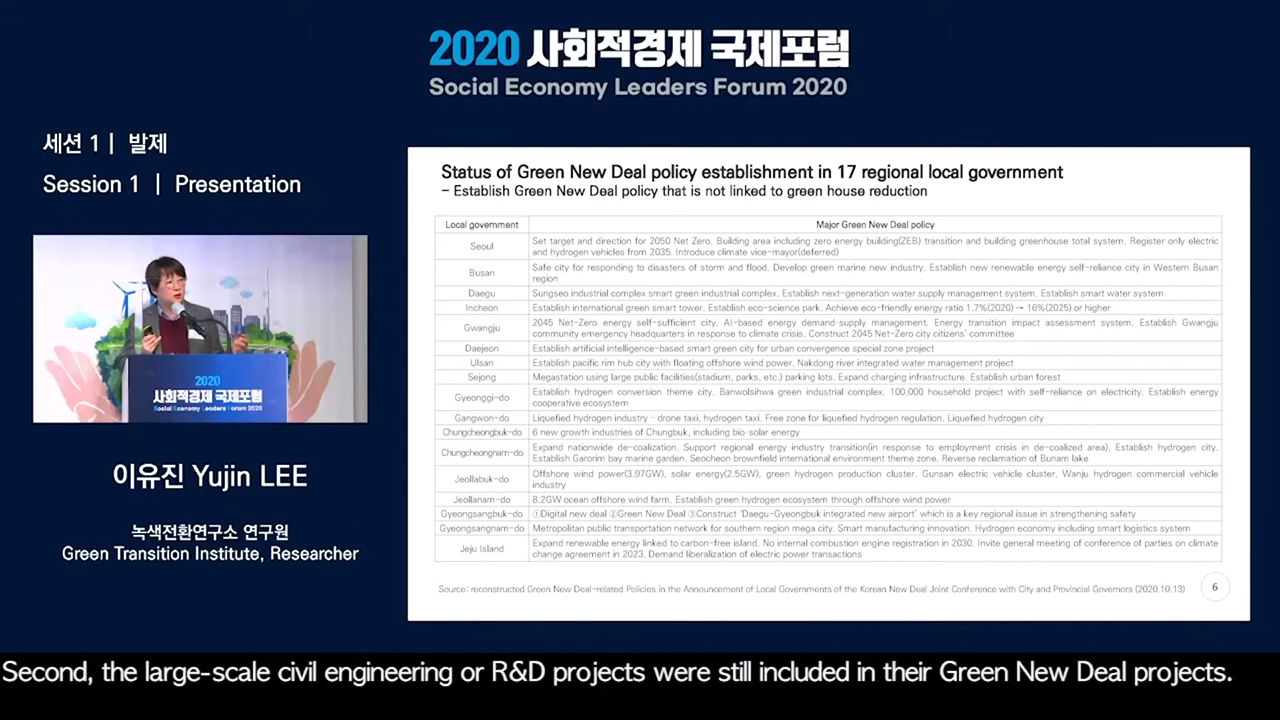 2020 사회적경제 국제포럼
Social Economy Leaders Forum 2020
세션 1 | 발제
Session 1 | Presentation
2020
사회적경제 국제포럼
Social Economy Leaders Forum 2020
이유진 Yujin LEE
녹색전환연구소 연구원
Green Transition Institute, Researcher
Status of Green New Deal policy establishment in 17 regional local government
- Establish Green New Deal policy that is not linked to green house reduction
Local government Major Green New Deal policy
Seoul Set target and direction for 2050 Net Zero. Building area including zero energy building(ZEB) transition and building greenhouse total system. Register only electric
and hydrogen vehicles from 2035. Introduce climate vice-mayor(deferred)
Busan Safe city for responding to disasters of storm and flood. Develop green marine new industry. Establish new renewable energy self-reliance city in Western Busan
region
Daegu Sungseo industrial complex smart green industrial complex. Establish next-generation water supply management system. Establish smart water system
Incheon Establish international green smart tower. Establish eco-science park. Achieve eco-friendly energy ratio 1.7%(2020) → 16%(2025) or higher
Gwangju 2045 Net-Zero energy self-sufficient city. AI-based energy demand·supply management. Energy transition impact assessment system. Establish Gwangju
community emergency headquarters in response to climate crisis. Construct 2045 Net-Zero city citizens' committee
Daejeon Establish artificial intelligence-based smart green city for urban convergence special zone project
Ulsan Establish pacific rim hub city with floating offshore wind power. Nakdong river integrated water management project
Sejong Megastation using large public facilities(stadium, parks, etc.) parking lots. Expand charging infrastructure. Establish urban forest
Gyeonggi-do Establish hydrogen conversion theme city. Banwolsihwa green industrial complex. 100,000 household project with self-reliance on electricity. Establish energy
cooperative ecosystem
Gangwon-do Liquefied hydrogen industry - drone taxi, hydrogen taxi. Free zone for liquefied hydrogen regulation. Liquefied hydrogen city
Chungcheongbuk-do 6 new growth industries of Chungbuk, including bio·solar energy
Chungcheongnam-do Expand nationwide de-coalization. Support regional energy industry transition(in response to employment crisis in de-coalized area). Establish hydrogen city.
Establish Garorim bay marine garden. Seocheon brownfield international environment theme zone. Reverse reclamation of Bunam lake
Jeollabuk-do Offshore wind power(3.97GW), solar energy(2.5GW), green hydrogen production cluster. Gunsan electric vehicle cluster. Wanju hydrogen commercial vehicle
industry
Jeollanam-do 8.2GW ocean offshore wind farm. Establish green hydrogen ecosystem through offshore wind power
Gyeongsangbuk-do ①Digital new deal ②Green New Deal ③Construct 'Daegu-Gyeongbuk integrated new airport' which is a key regional issue in strengthening safety
Gyeongsangnam-do Metropolitan public transportation network for southern region mega city. Smart manufacturing innovation. Hydrogen economy including smart logistics system
Jeju Island Expand renewable energy linked to carbon-free island. No internal combustion engine registration in 2030. Invite general meeting of conference of parties on climate
change agreement in 2023. Demand liberalization of electric power transactions
Source: reconstructed Green New Deal-related Policies in the Announcement of Local Governments of the Korean New Deal Joint Conference with City and Provincial Governors (2020.10.13)
6
Second, the large-scale civil engineering or R&D projects were still included in their Green New Deal projects.